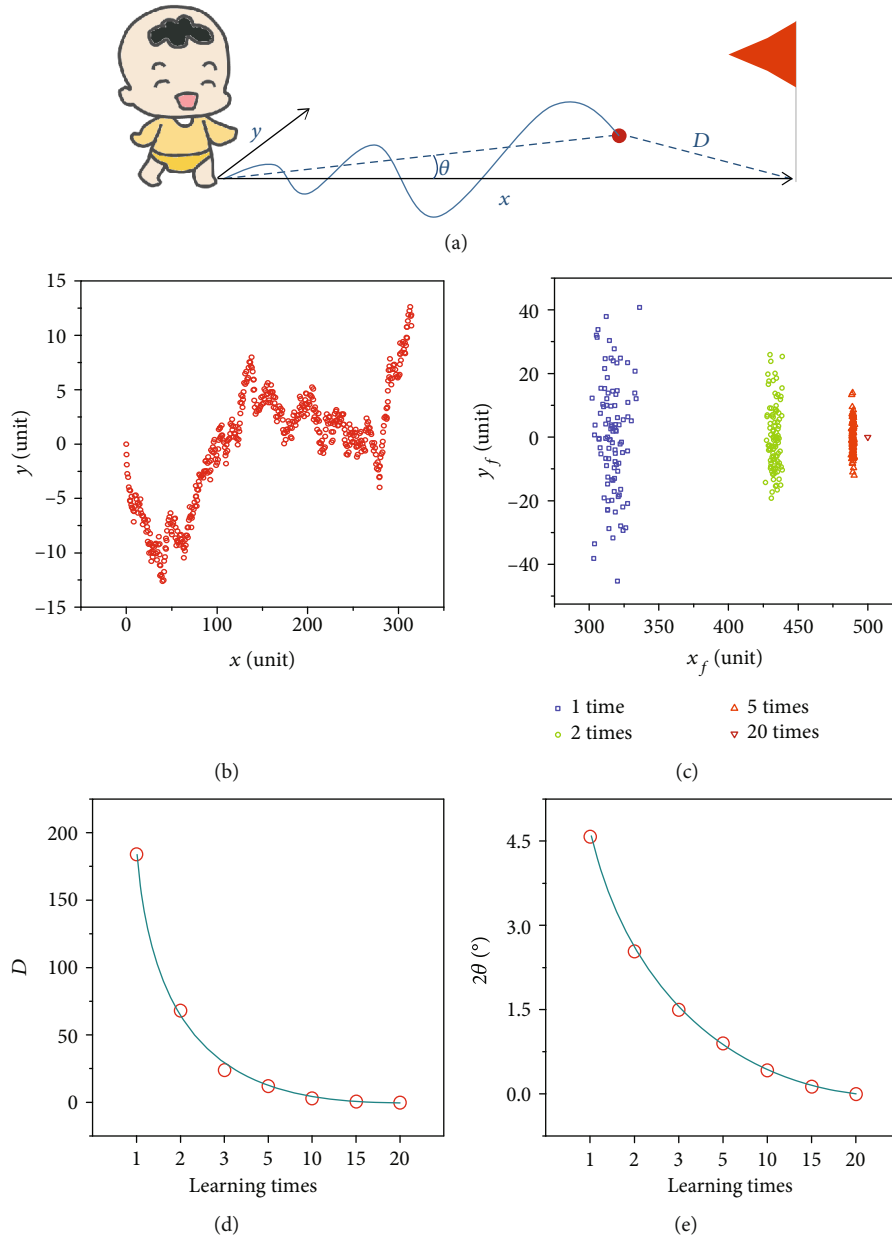 y
θ
D
x
(a)
15
10
5
0
−5
−10
−15
y (unit)
0
100
200
300
x (unit)
(b)
40
20
0
−20
−40
y_f (unit)
300
350
400
450
500
x_f (unit)
1 time
2 times
5 times
20 times
(c)
200
150
100
50
0
D
1
2
3
5
10
15
20
Learning times
(d)
4.5
3.0
1.5
0.0
2θ (°)
1
2
3
5
10
15
20
Learning times
(e)